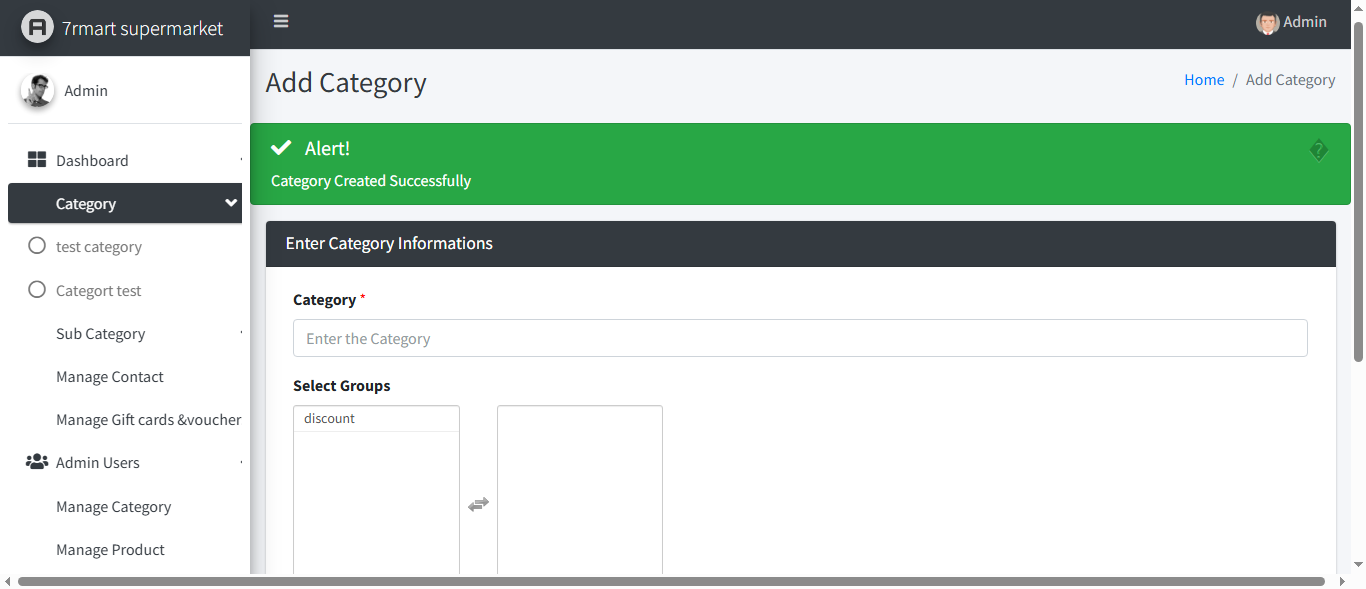 7rmart supermarket
Admin
Admin
Dashboard
Category
test category
Categort test
Sub Category
Manage Contact
Manage Gift cards &voucher
Admin Users
Manage Category
Manage Product
Add Category
Home / Add Category
Alert!
Category Created Successfully
Enter Category Informations
Category *
Enter the Category
Select Groups
discount